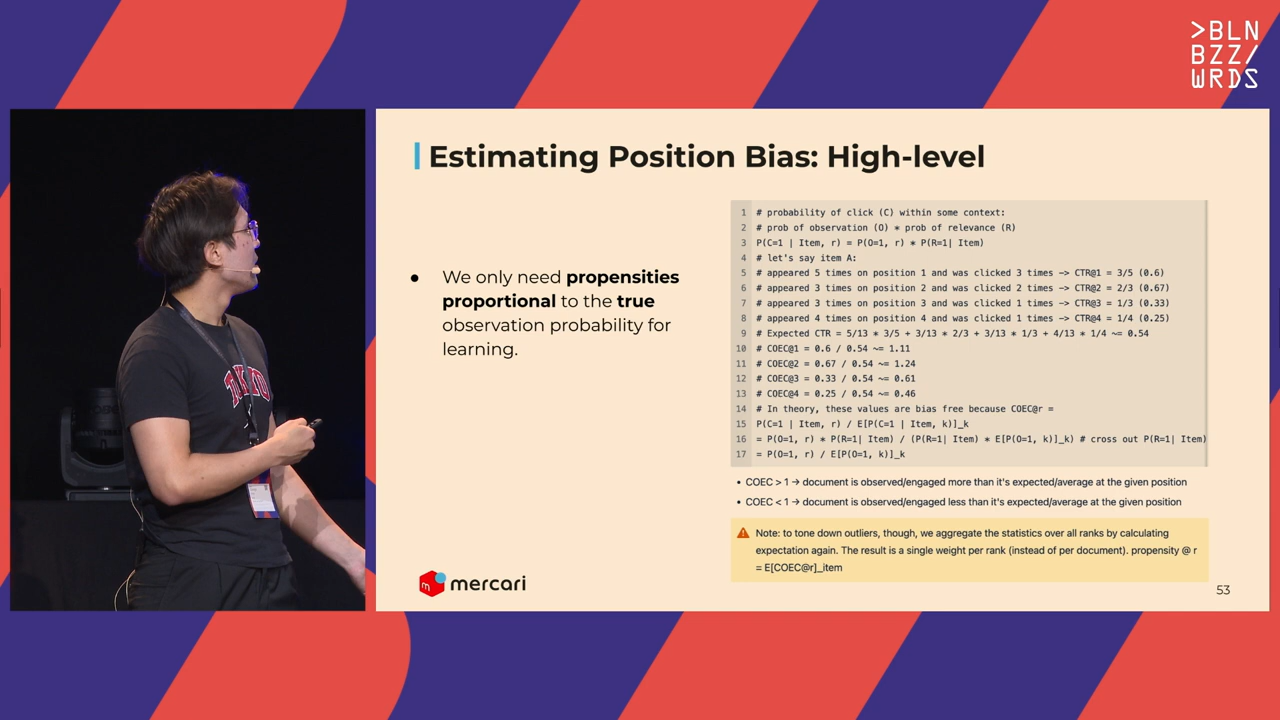 >BLN
BZZ/
WRDS
Estimating Position Bias: High-level
● We only need propensities
proportional to the true
observation probability for
learning.
1 # probability of click (C) within some context:
2 # prob of observation (O) * prob of relevance (R)
3 P(C=1 | Item, r) = P(O=1, r) * P(R=1| Item)
4 # let's say item A:
5 # appeared 5 times on position 1 and was clicked 3 times —> CTR@1 = 3/5 (0.6)
6 # appeared 3 times on position 2 and was clicked 2 times —> CTR@2 = 2/3 (0.67)
7 # appeared 3 times on position 3 and was clicked 1 times —> CTR@3 = 1/3 (0.33)
8 # appeared 4 times on position 4 and was clicked 1 times —> CTR@4 = 1/4 (0.25)
9 # Expected CTR = 5/13 * 3/5 + 3/13 * 2/3 + 3/13 * 1/3 + 4/13 * 1/4 ~= 0.54
10 # COEC@1 = 0.6 / 0.54 ~= 1.11
11 # COEC@2 = 0.67 / 0.54 ~= 1.24
12 # COEC@3 = 0.33 / 0.54 ~= 0.61
13 # COEC@4 = 0.25 / 0.54 ~= 0.46
14 # In theory, these values are bias free because COEC@r =
15 P(C=1 | Item, r) / E[P(C=1 | Item, k)]_k
16 = P(O=1, r) * P(R=1| Item) / (P(R=1| Item) * E[P(O=1, k)]_k) # cross out P(R=1| Item)
17 = P(O=1, r) / E[P(O=1, k)]_k
• COEC > 1 → document is observed/engaged more than it's expected/average at the given position
• COEC < 1 → document is observed/engaged less than it's expected/average at the given position
Note: to tone down outliers, though, we aggregate the statistics over all ranks by calculating
expectation again. The result is a single weight per rank (instead of per document). propensity @ r
= E[COEC@r]_item
mercari
53
TOKYO